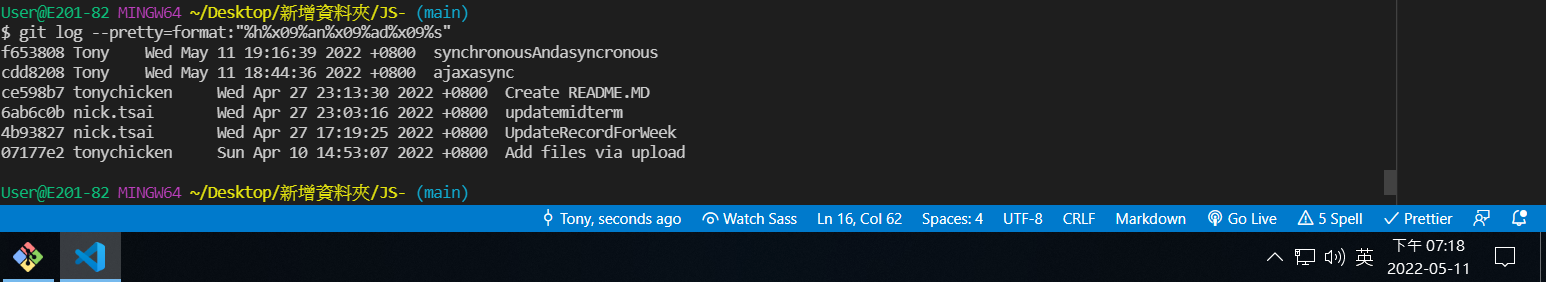 User@E201-82 MINGW64 ~/Desktop/新增資料夾/JS- (main)
$ git log --pretty=format:"%h%x09%an%x09%ad%x09%s"
f653808 Tony    Wed May 11 19:16:39 2022 +0800  synchronousAndasyncronous
cdd8208 Tony    Wed May 11 18:44:36 2022 +0800  ajaxasync
ce598b7 tonychicken     Wed Apr 27 23:13:30 2022 +0800  Create README.MD
6ab6c0b nick.tsai       Wed Apr 27 23:03:16 2022 +0800  updatemidterm
4b93827 nick.tsai       Wed Apr 27 17:19:25 2022 +0800  UpdateRecordForWeek
07177e2 tonychicken     Sun Apr 10 14:53:07 2022 +0800  Add files via upload
User@E201-82 MINGW64 ~/Desktop/新增資料夾/JS- (main)
Tony, seconds ago Watch Sass Ln 16, Col 62 Spaces: 4 UTF-8 CRLF Markdown Go Live 5 Spell Prettier
英 下午 07:18
2022-05-11